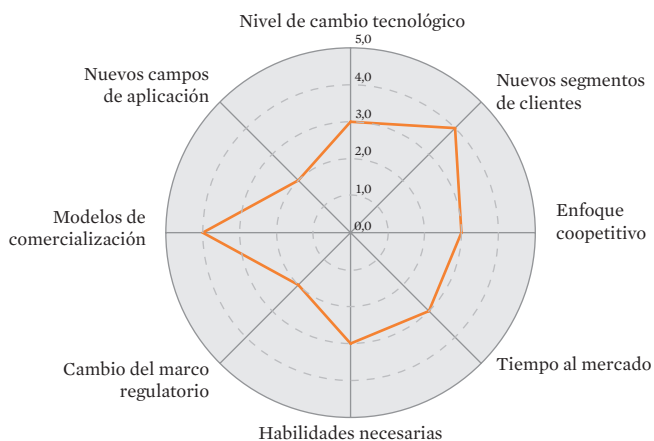 Nivel de cambio tecnológico
5,0
Nuevos campos
de aplicación
4,0
Nuevos segmentos
de clientes
3,0
2,0
1,0
Modelos de
comercialización
0,0
Enfoque
coopetitivo
Cambio del marco
regulatorio
Tiempo al mercado
Habilidades necesarias